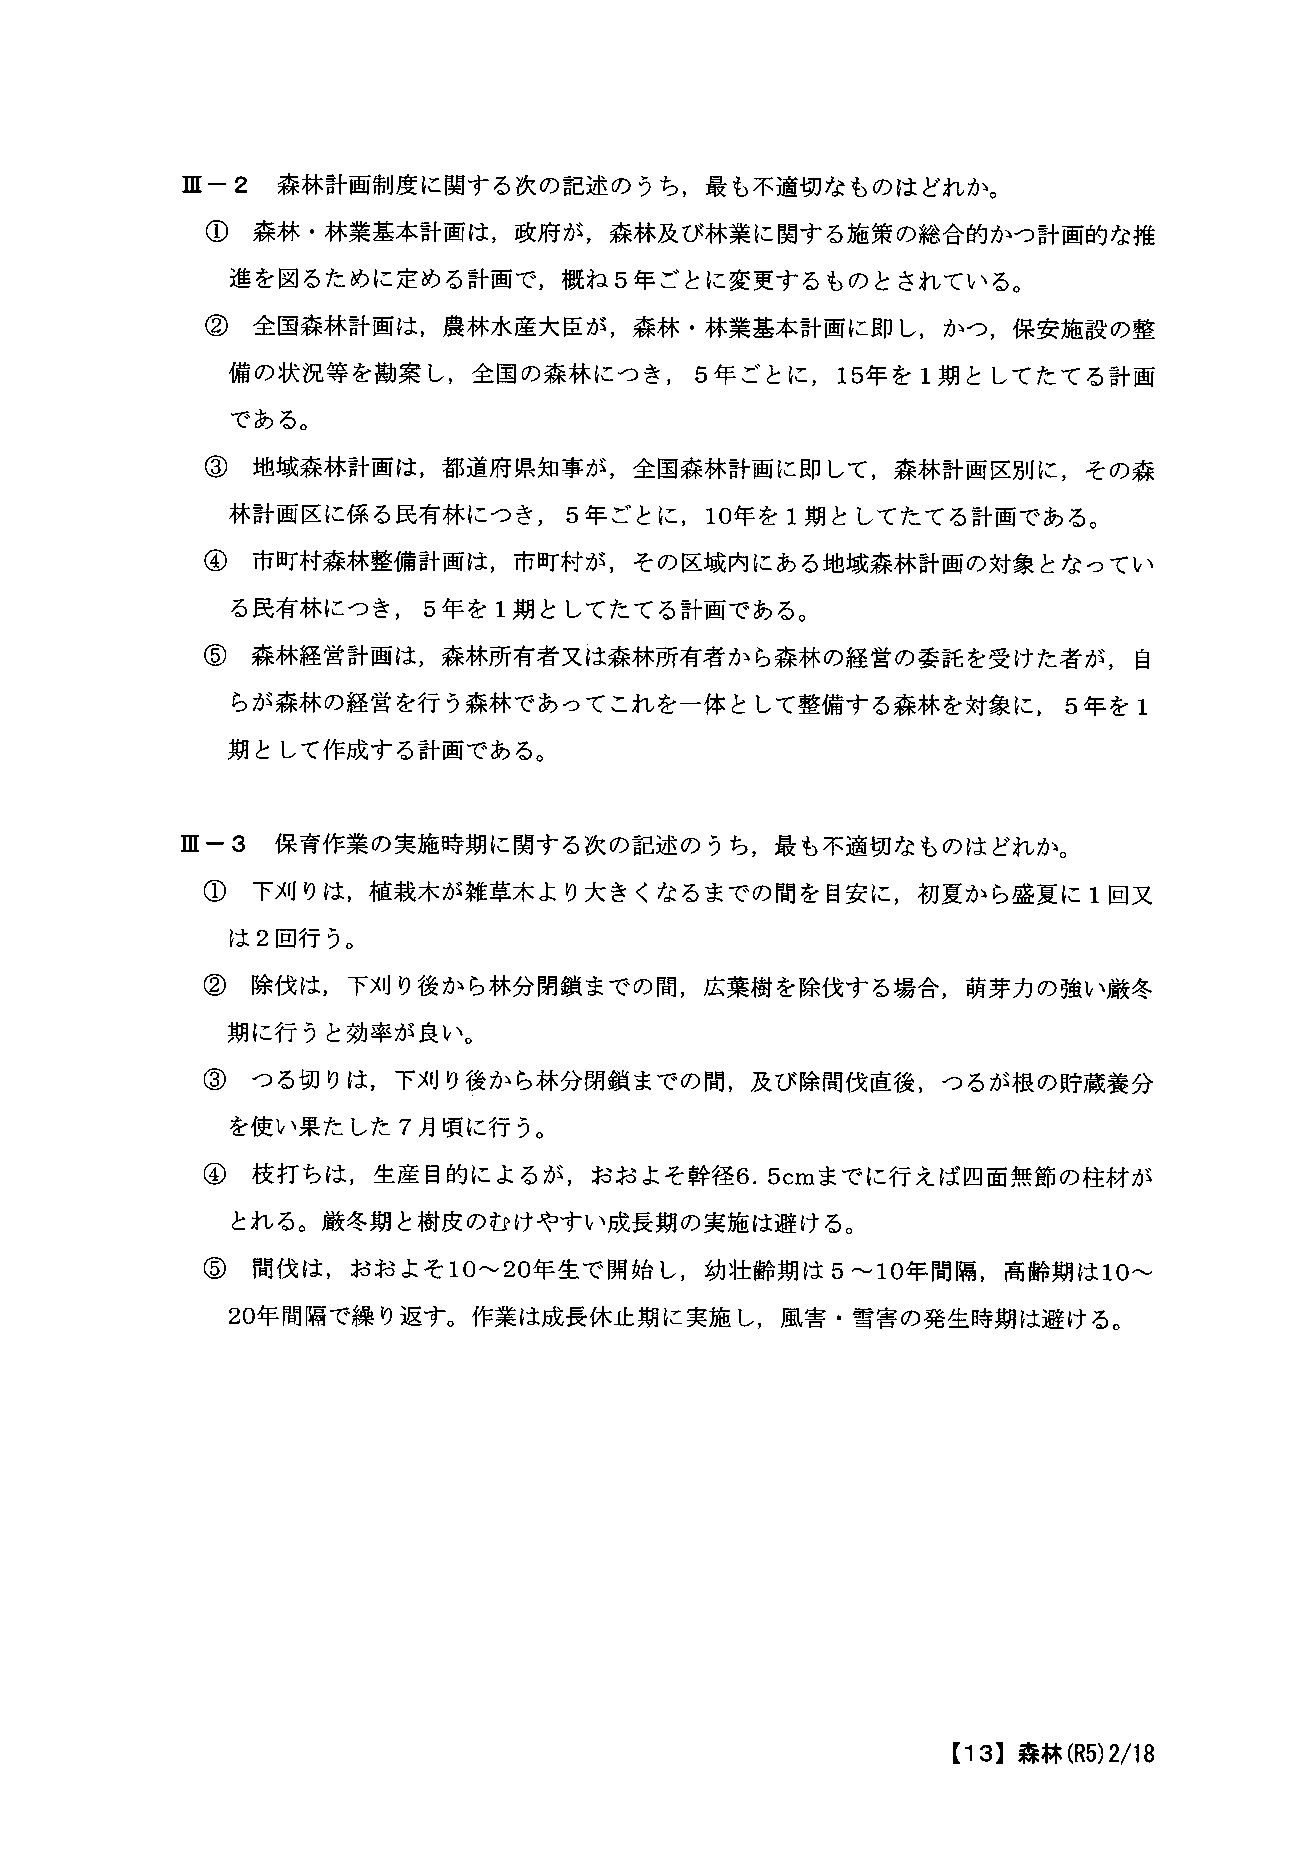 Ⅲ－２　森林計画制度に関する次の記述のうち，最も不適切なものはどれか。
①　森林・林業基本計画は，政府が，森林及び林業に関する施策の総合的かつ計画的な推
進を図るために定める計画で，概ね５年ごとに変更するものとされている。
②　全国森林計画は，農林水産大臣が，森林・林業基本計画に即し，かつ，保安施設の整
備の状況等を勘案し，全国の森林につき，５年ごとに，15年を１期としてたてる計画
である。
③　地域森林計画は，都道府県知事が，全国森林計画に即して，森林計画区別に，その森
林計画区に係る民有林につき，５年ごとに，10年を１期としてたてる計画である。
④　市町村森林整備計画は，市町村が，その区域内にある地域森林計画の対象となってい
る民有林につき，５年を１期としてたてる計画である。
⑤　森林経営計画は，森林所有者又は森林所有者から森林の経営の委託を受けた者が，自
らが森林の経営を行う森林であってこれを一体として整備する森林を対象に，５年を１
期として作成する計画である。
Ⅲ－３　保育作業の実施時期に関する次の記述のうち，最も不適切なものはどれか。
①　下刈りは，植栽木が雑草木より大きくなるまでの間を目安に，初夏から盛夏に１回又
は２回行う。
②　除伐は，下刈り後から林分閉鎖までの間，広葉樹を除伐する場合，萌芽力の強い厳冬
期に行うと効率が良い。
③　つる切りは，下刈り後から林分閉鎖までの間，及び除間伐直後，つるが根の貯蔵養分
を使い果たした７月頃に行う。
④　枝打ちは，生産目的によるが，おおよそ幹径6.5cmまでに行えば四面無節の柱材が
とれる。厳冬期と樹皮のむけやすい成長期の実施は避ける。
⑤　間伐は，おおよそ10～20年生で開始し，幼壮齢期は５～10年間隔，高齢期は10～
20年間隔で繰り返す。作業は成長休止期に実施し，風害・雪害の発生時期は避ける。
【１３】森林(R5)2/18